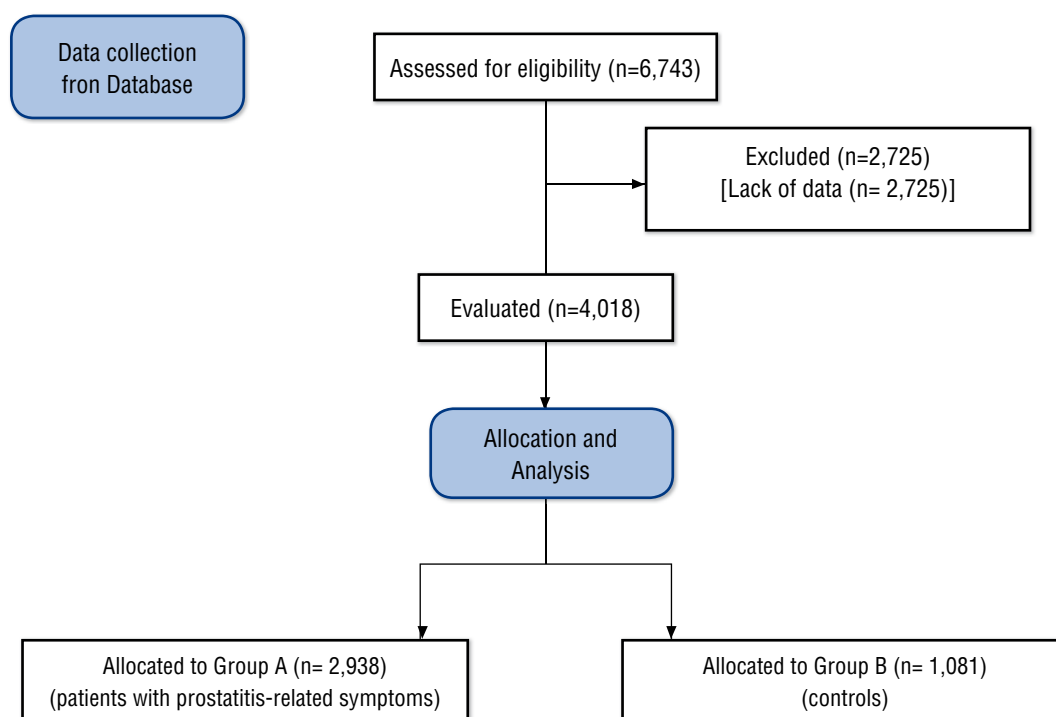 Data collection
fron Database
Assessed for eligibility (n=6,743)
Excluded (n=2,725)
[Lack of data (n= 2,725)]
Evaluated (n=4,018)
Allocation and
Analysis
Allocated to Group A (n= 2,938)
(patients with prostatitis-related symptoms)
Allocated to Group B (n= 1,081)
(controls)